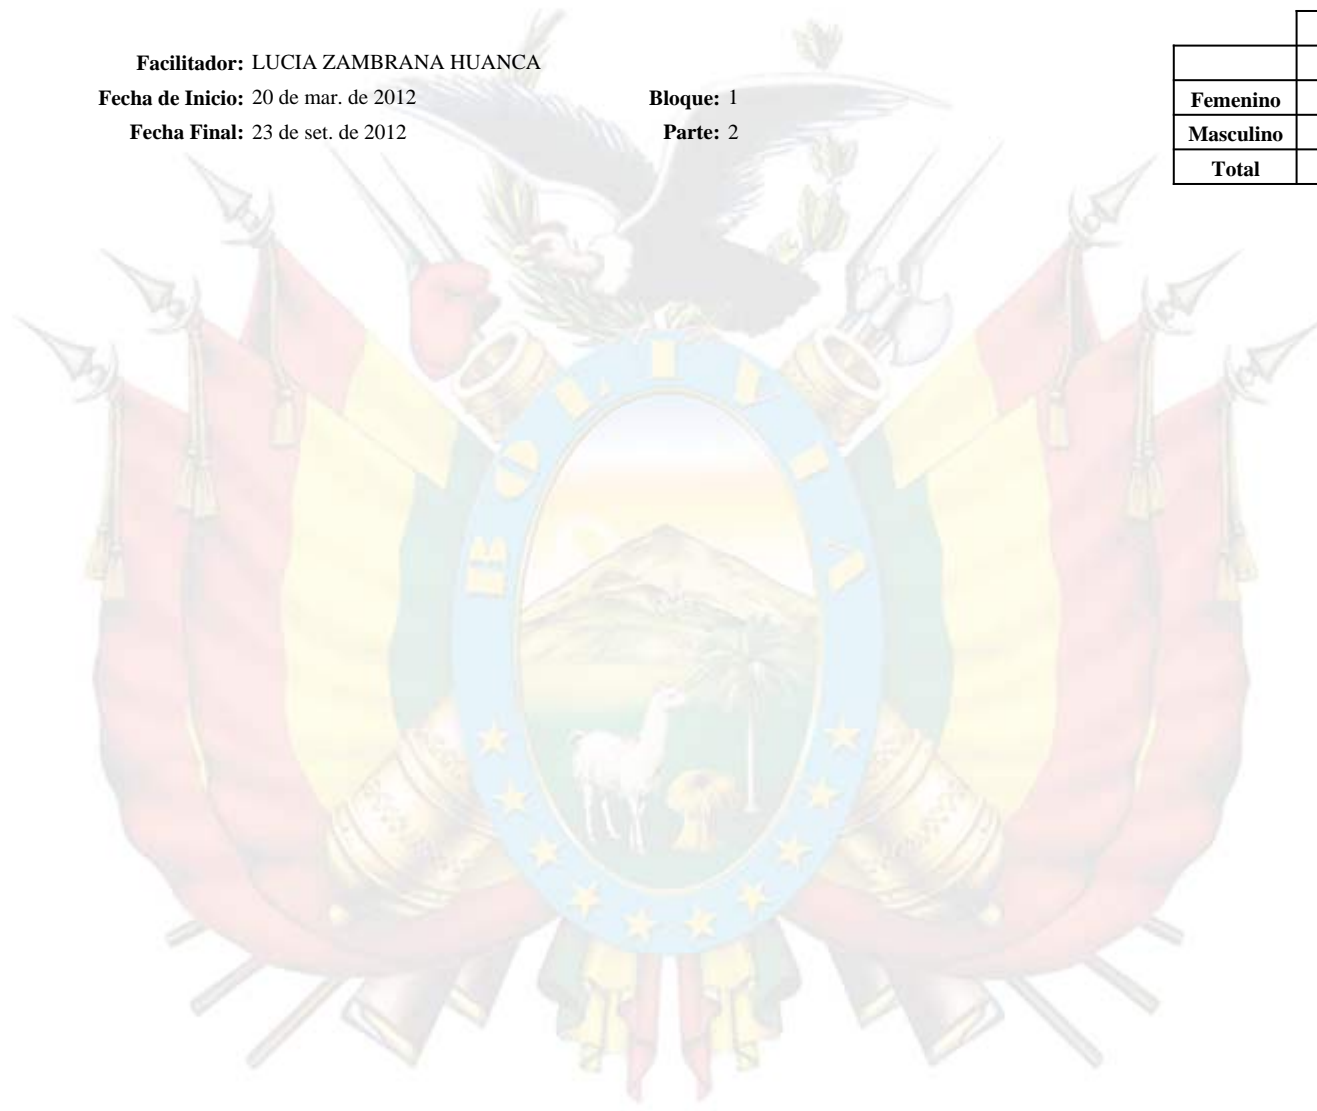 Facilitador: LUCIA ZAMBRANA HUANCA
Fecha de Inicio: 20 de mar. de 2012 Bloque: 1
Fecha Final: 23 de set. de 2012 Parte: 2
Femenino
Masculino
Total
BOLIVIA